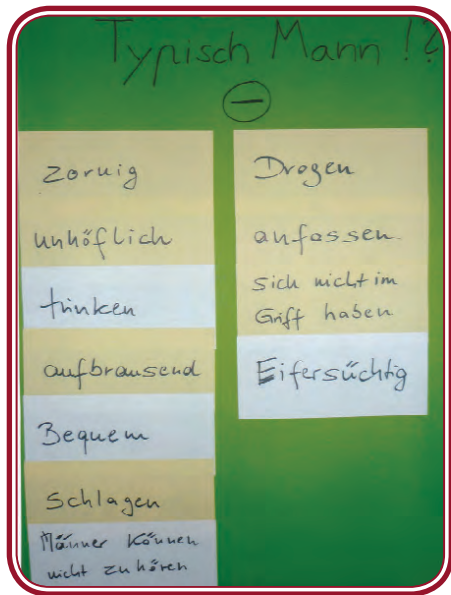 Typisch Mann !?
−
zornig
unhöflich
trinken
aufbrausend
Bequem
Schlagen
Männer können
nicht zuhören
Drogen
anfassen
sich nicht im
Griff haben
Eifersüchtig